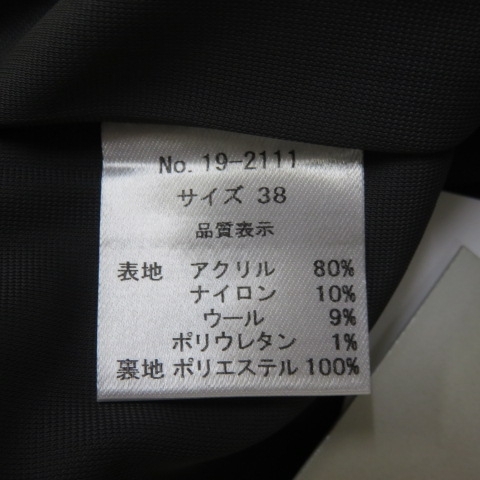 No. 19-2111
サイズ 38
品質表示
表地 アクリル 80%
ナイロン 10%
ウール 9%
ポリウレタン 1%
裏地 ポリエステル 100%